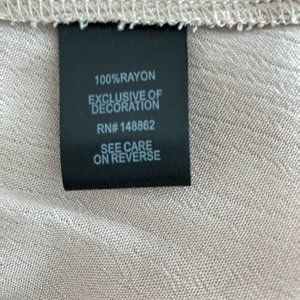 100%RAYON
EXCLUSIVE OF
DECORATION
RN# 148862
SEE CARE
ON REVERSE